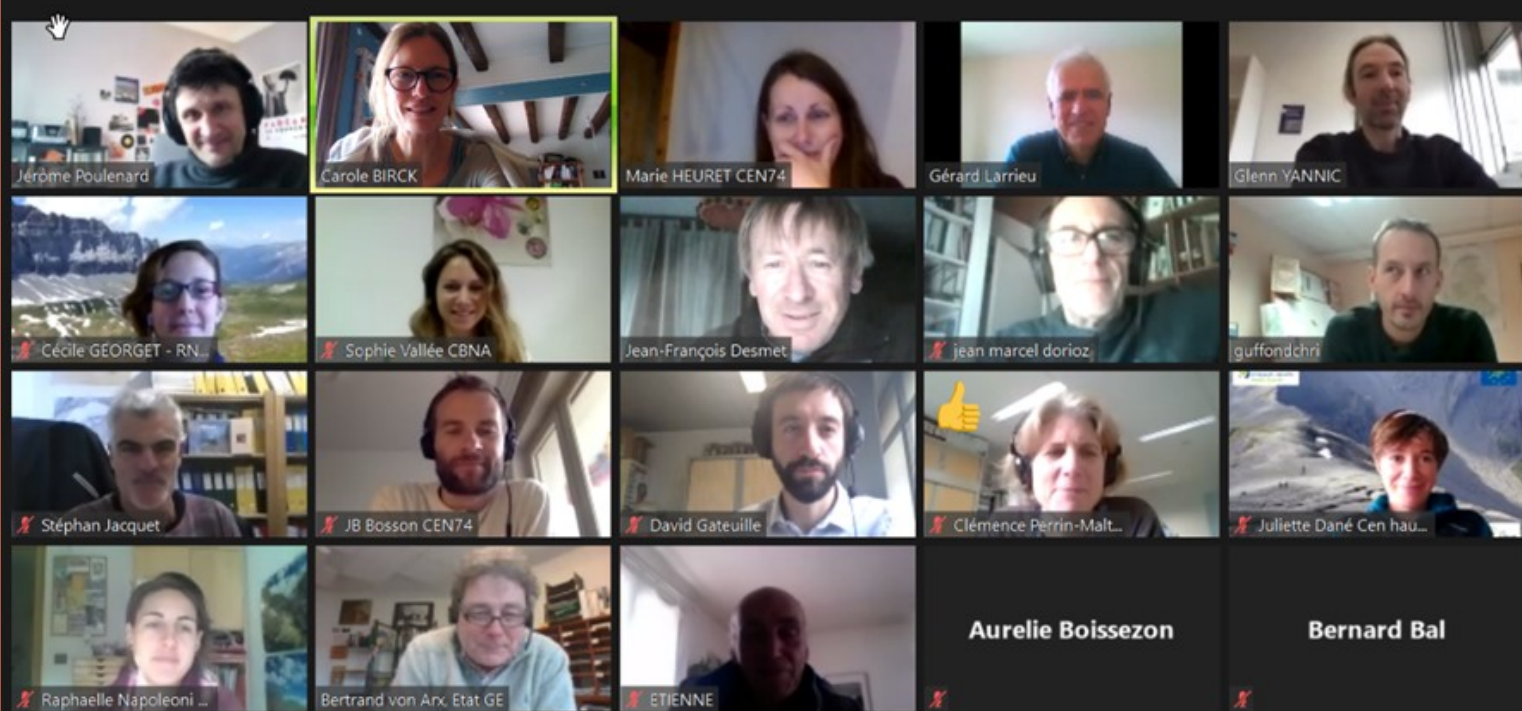 Jérôme Poulenard
Carole BIRCK
Marie HEURET CEN74
Gérard Larrieu
Glenn YANNIC
Cécile GEORGET - RN...
Sophie Vallée CBNA
Jean-François Desmet
jean marcel dorioz
guffondchri
Stéphan Jacquet
JB Bosson CEN74
David Gateuille
Clémence Perrin-Malt...
Juliette Dané Cen hau...
Raphaelle Napoleoni ...
Bertrand von Arx, Etat GE
ETIENNE
Aurelie Boissezon
Bernard Bal